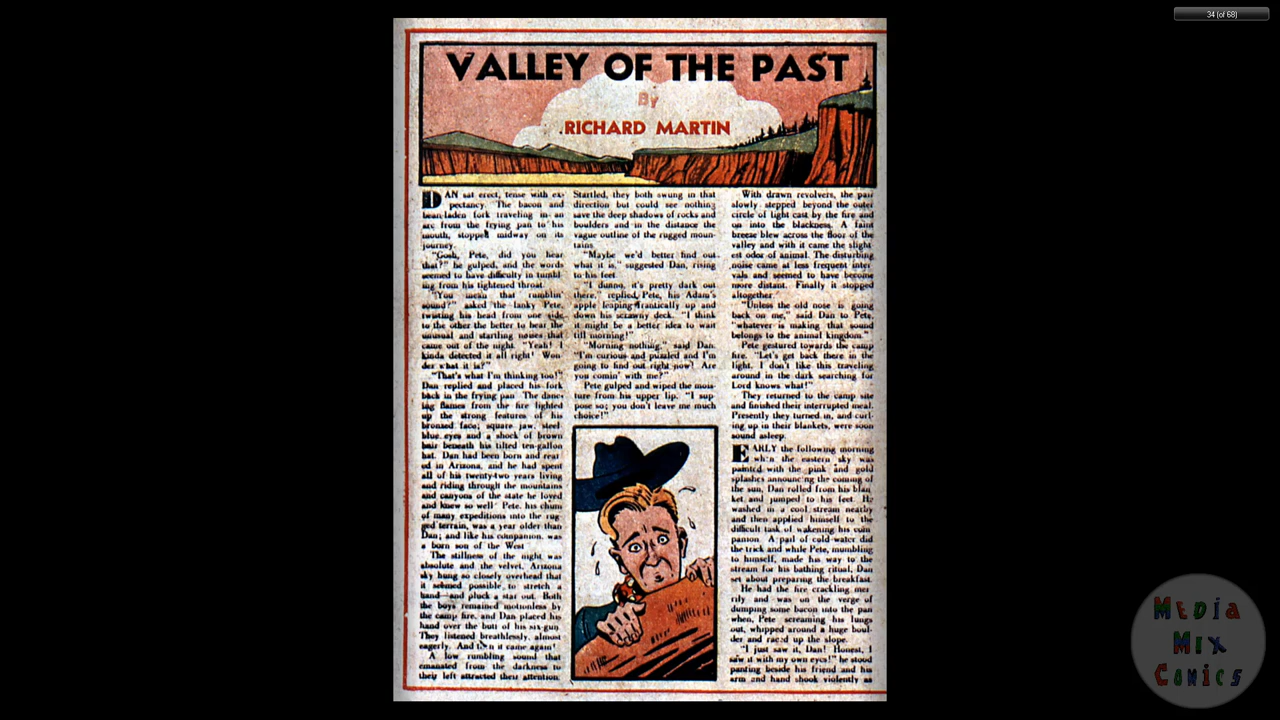 34 (of 68)
VALLEY OF THE PAST
By
RICHARD MARTIN
DAN sat erect, tense with ex-
pectancy. The bacon and
bean-laden fork traveling in an
arc from the frying pan to his
mouth, stopped midway on its
journey.
"Gosh, Pete, did you hear
that?" he gulped, and the words
seemed to have difficulty in tumbl-
ing from his tightened throat.
"You mean that rumblin'
sound?" asked the lanky Pete,
twisting his head from one side
to the other the better to hear the
unusual and startling noises that
came out of the night. "Yeah! I
kinda detected it all right! Won-
der what it is?"
"That's what I'm thinking too!"
Dan replied and placed his fork
back in the frying pan. The danc-
ing flames from the fire lighted
up the strong features of his
bronzed face; square jaw, steel
blue eyes and a shock of brown
hair beneath his tilted ten-gallon
hat. Dan had been born and rear-
ed in Arizona, and he had spent
all of his twenty-two years living
and riding through the mountains
and canyons of the state he loved
and knew so well. Pete, his chum
of many expeditions into the rug-
ged terrain, was a year older than
Dan; and like his companion, was
a born son of the West.
The stillness of the night was
absolute and the velvet, Arizona
sky hung so closely overhead that
it seemed possible to stretch a
hand—and pluck a star out. Both
the boys remained motionless by
the camp fire, and Dan placed his
hand over the butt of his six-gun.
They listened breathlessly, almost
eagerly. And then it came again!
A low rumbling sound that
emanated from the darkness to
their left attracted their attention.
Startled, they both swung in that
direction but could see nothing
save the deep shadows of rocks and
boulders and in the distance the
vague outline of the rugged moun-
tains.
"Maybe we'd better find out
what it is," suggested Dan, rising
to his feet.
"I dunno, it's pretty dark out
there," replied Pete, his Adam's
apple leaping frantically up and
down his scrawny deck. "I think
it might be a better idea to wait
till morning!"
"Morning nothing," said Dan.
"I'm curious and puzzled and I'm
going to find out right now! Are
you comin' with me?"
Pete gulped and wiped the mois-
ture from his upper lip. "I sup-
pose so; you don't leave me much
choice!"
With drawn revolvers, the pair
slowly stepped beyond the outer
circle of light cast by the fire and
on into the blackness. A faint
breeze blew across the floor of the
valley and with it came the slight-
est odor of animal. The disturbing
noise came at less frequent inter-
vals and seemed to have become
more distant. Finally it stopped
altogether.
"Unless the old nose is going
back on me," said Dan to Pete,
"whatever is making that sound
belongs to the animal kingdom."
Pete gestured towards the camp
fire. "Let's get back there in the
light. I don't like this traveling
around in the dark searching for
Lord knows what!"
They returned to the camp site
and finished their interrupted meal.
Presently they turned in, and curl-
ing up in their blankets, were soon
sound asleep.
EARLY the following morning
when the eastern sky was
painted with the pink and gold
splashes announcing the coming of
the sun, Dan rolled from his blan-
ket and jumped to his feet. He
washed in a cool stream nearby
and then applied himself to the
difficult task of wakening his com-
panion. A pail of cold water did
the trick and while Pete, mumbling
to himself, made his way to the
stream for his bathing ritual, Dan
set about preparing the breakfast.
He had the fire crackling mer-
rily and was on the verge of
dumping some bacon into the pan
when, Pete screaming his lungs
out, whipped around a huge boul-
der and raced up the slope.
"I just saw it, Dan! Honest, I
saw it with my own eyes!" he stood
panting beside his friend and his
arm and hand shook violently as
MEDIA
MIX
COMICS